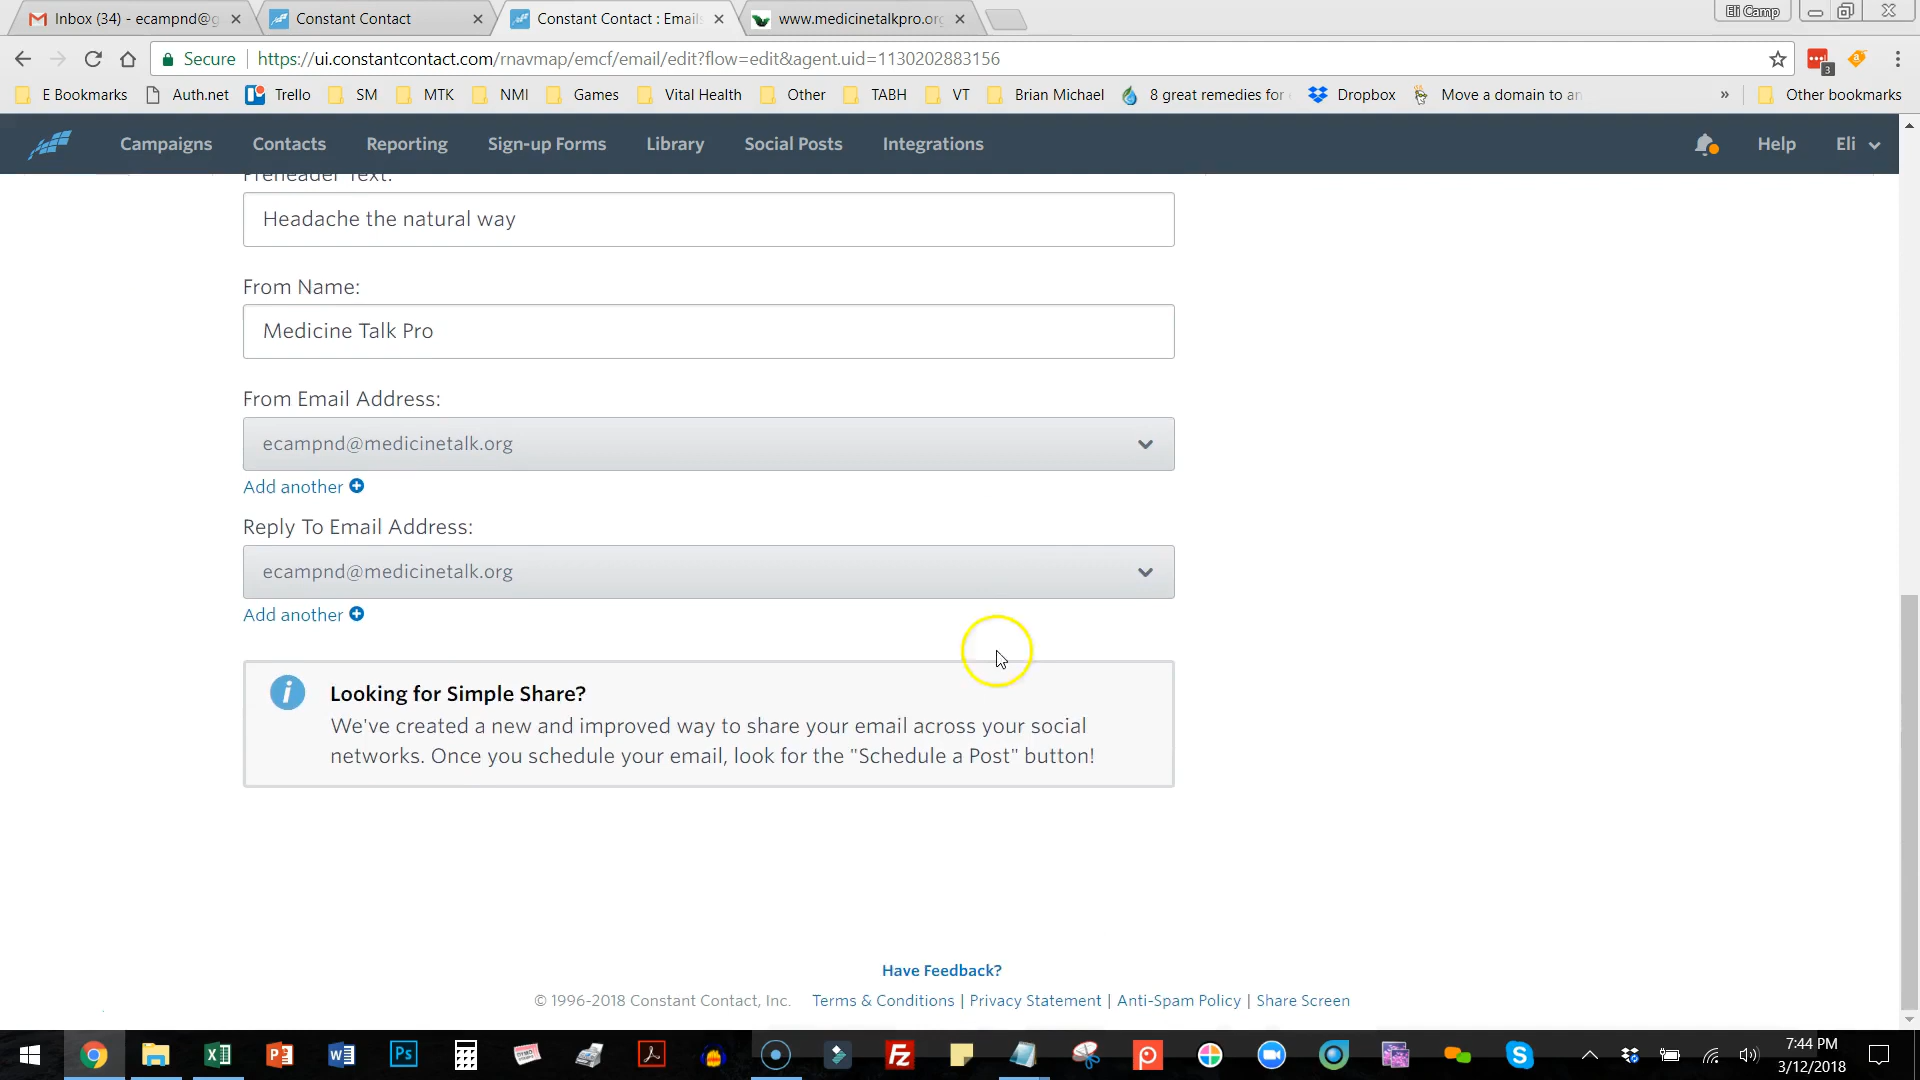 Inbox (34) - ecampnd@g
Constant Contact
Constant Contact : Emails
www.medicinetalkpro.org
Eli Camp
Secure
https://ui.constantcontact.com/rnavmap/emcf/email/edit?flow=edit&agent.uid=1130202883156
3
E Bookmarks
Auth.net
Trello
SM
MTK
NMI
Games
Vital Health
Other
TABH
VT
Brian Michael
8 great remedies for
Dropbox
Move a domain to an
»
Other bookmarks
Campaigns
Contacts
Reporting
Sign-up Forms
Library
Social Posts
Integrations
Help
Eli
Preheader Text:
Headache the natural way
From Name:
Medicine Talk Pro
From Email Address:
ecampnd@medicinetalk.org
Add another
Reply To Email Address:
ecampnd@medicinetalk.org
Add another
Looking for Simple Share?
We've created a new and improved way to share your email across your social
networks. Once you schedule your email, look for the "Schedule a Post" button!
Have Feedback?
© 1996-2018 Constant Contact, Inc. Terms & Conditions | Privacy Statement | Anti-Spam Policy | Share Screen
7:44 PM
3/12/2018